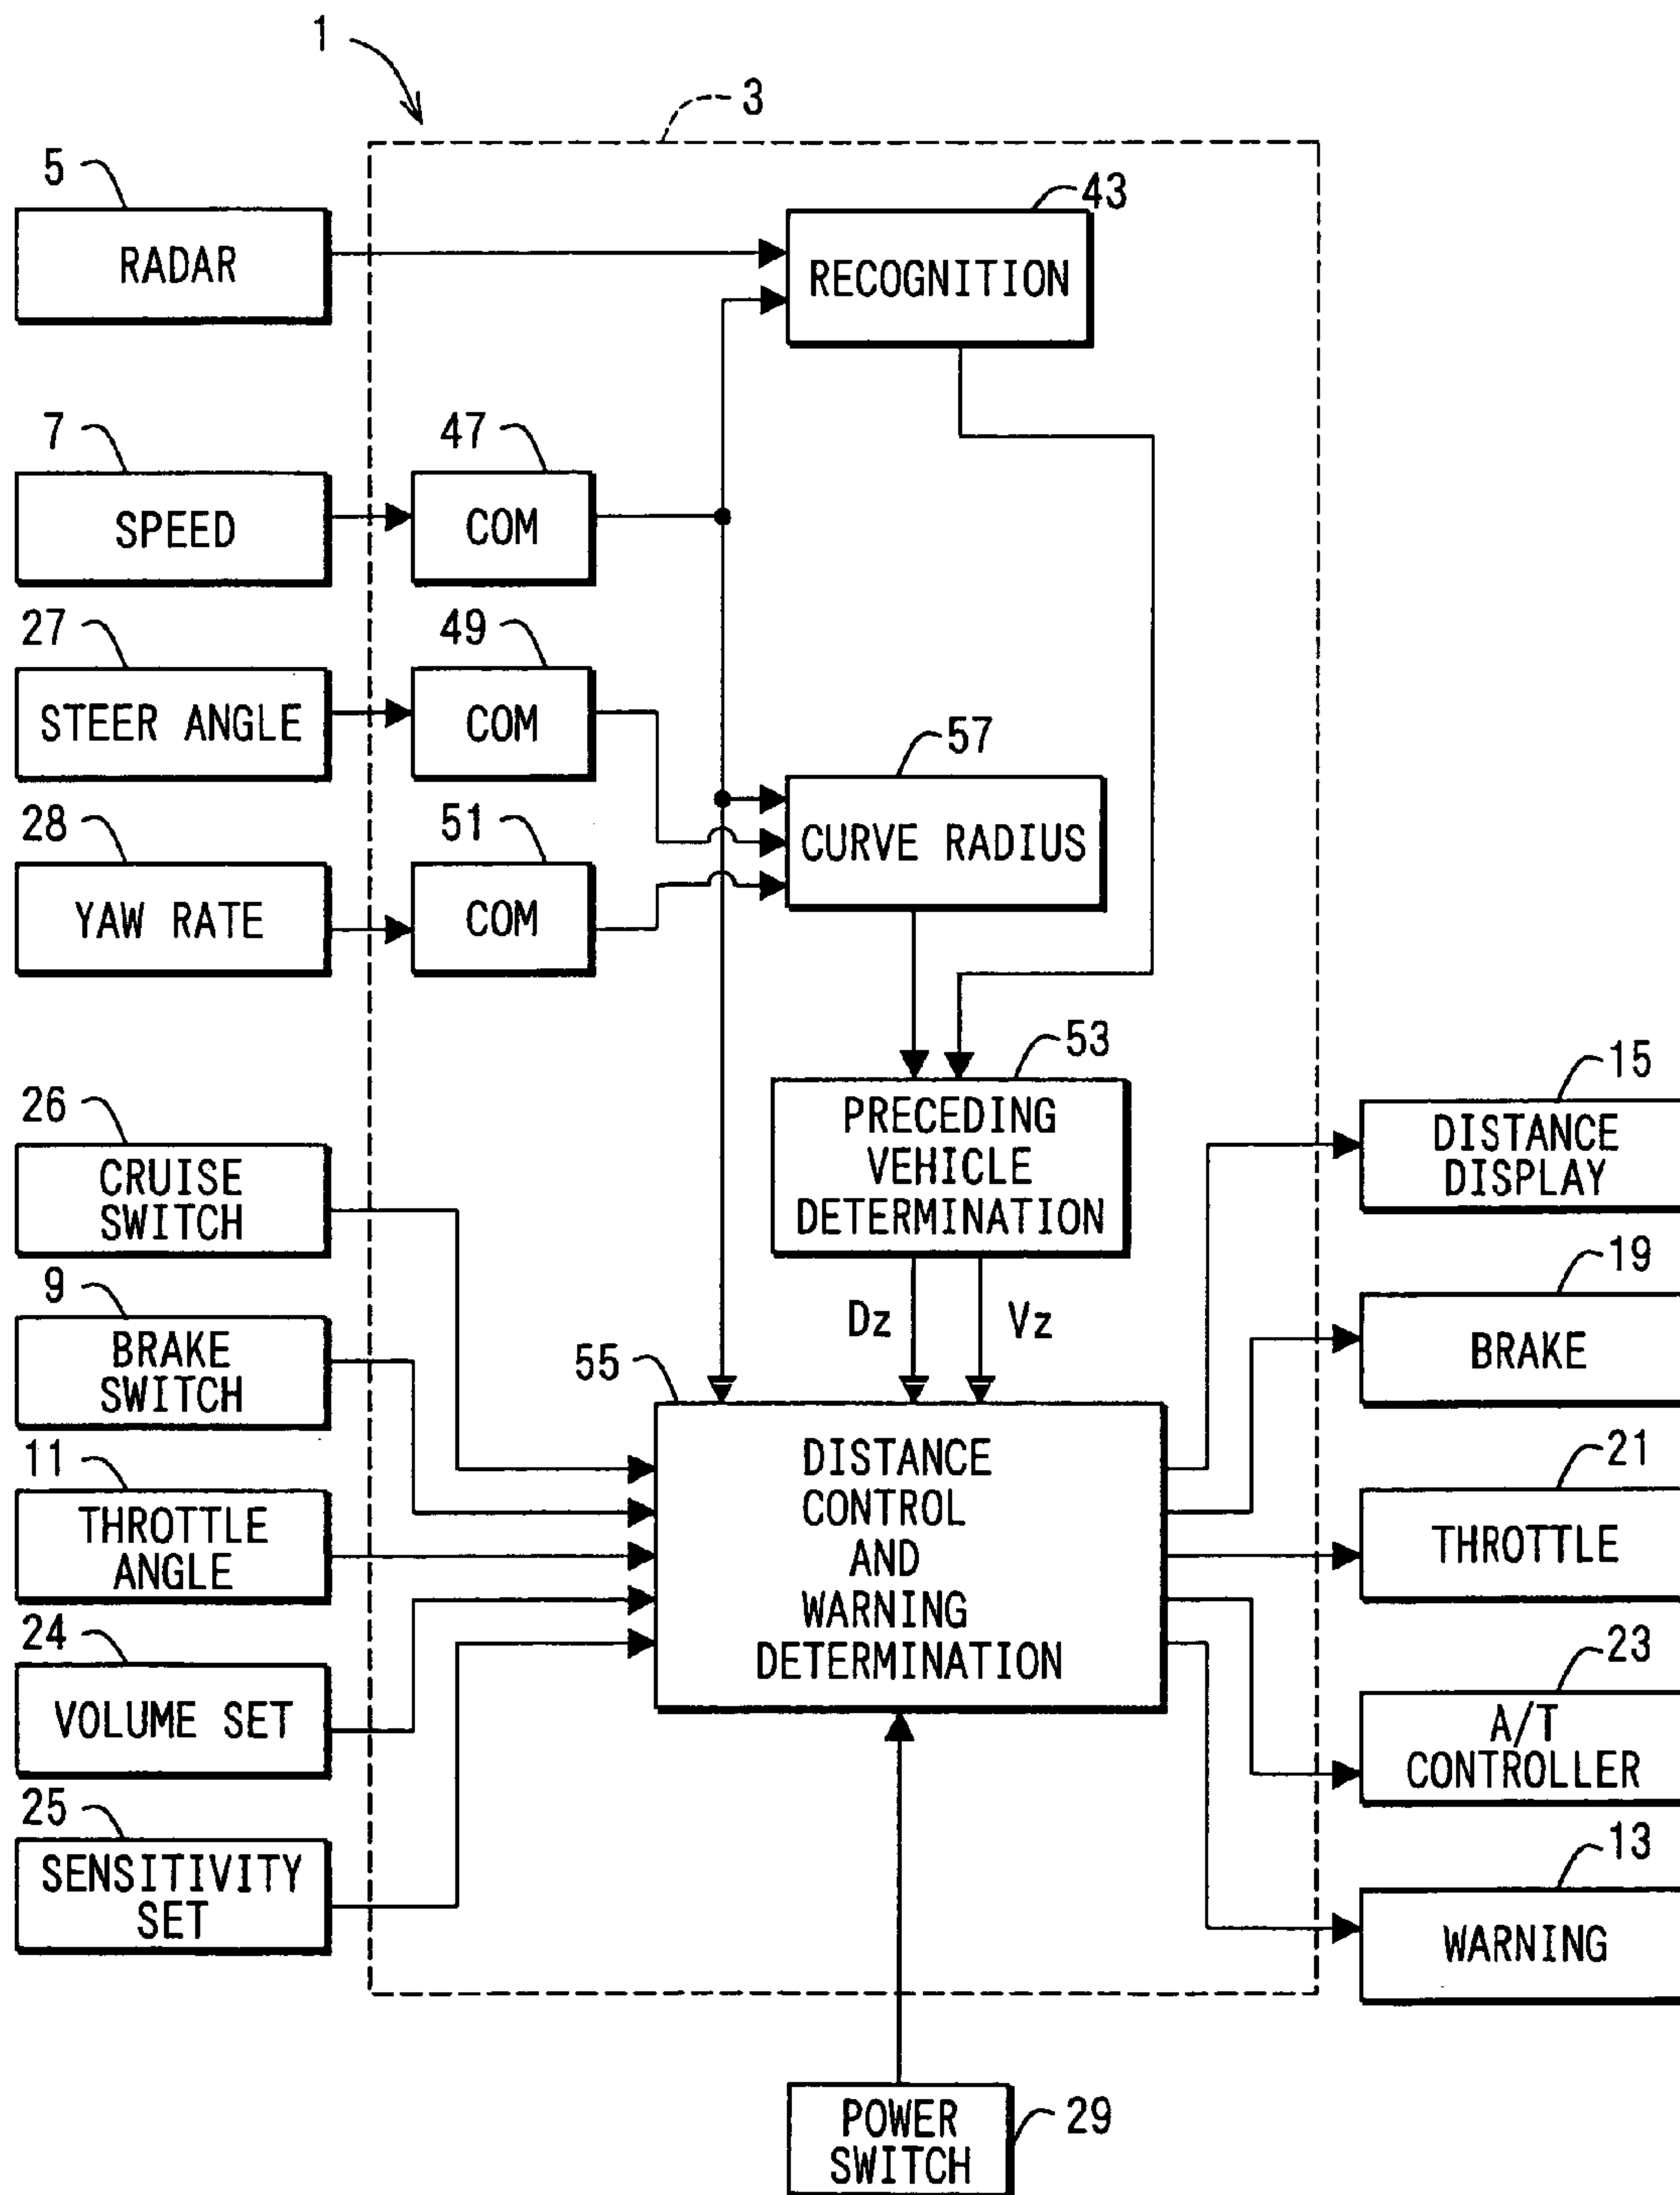 1
3
5
RADAR
43
RECOGNITION
7
SPEED
47
COM
27
STEER ANGLE
49
COM
57
CURVE RADIUS
28
YAW RATE
51
COM
53
PRECEDING
VEHICLE
DETERMINATION
Dz
Vz
26
CRUISE
SWITCH
9
BRAKE
SWITCH
11
THROTTLE
ANGLE
24
VOLUME SET
25
SENSITIVITY
SET
55
DISTANCE
CONTROL
AND
WARNING
DETERMINATION
15
DISTANCE
DISPLAY
19
BRAKE
21
THROTTLE
23
A/T
CONTROLLER
13
WARNING
POWER
SWITCH
29